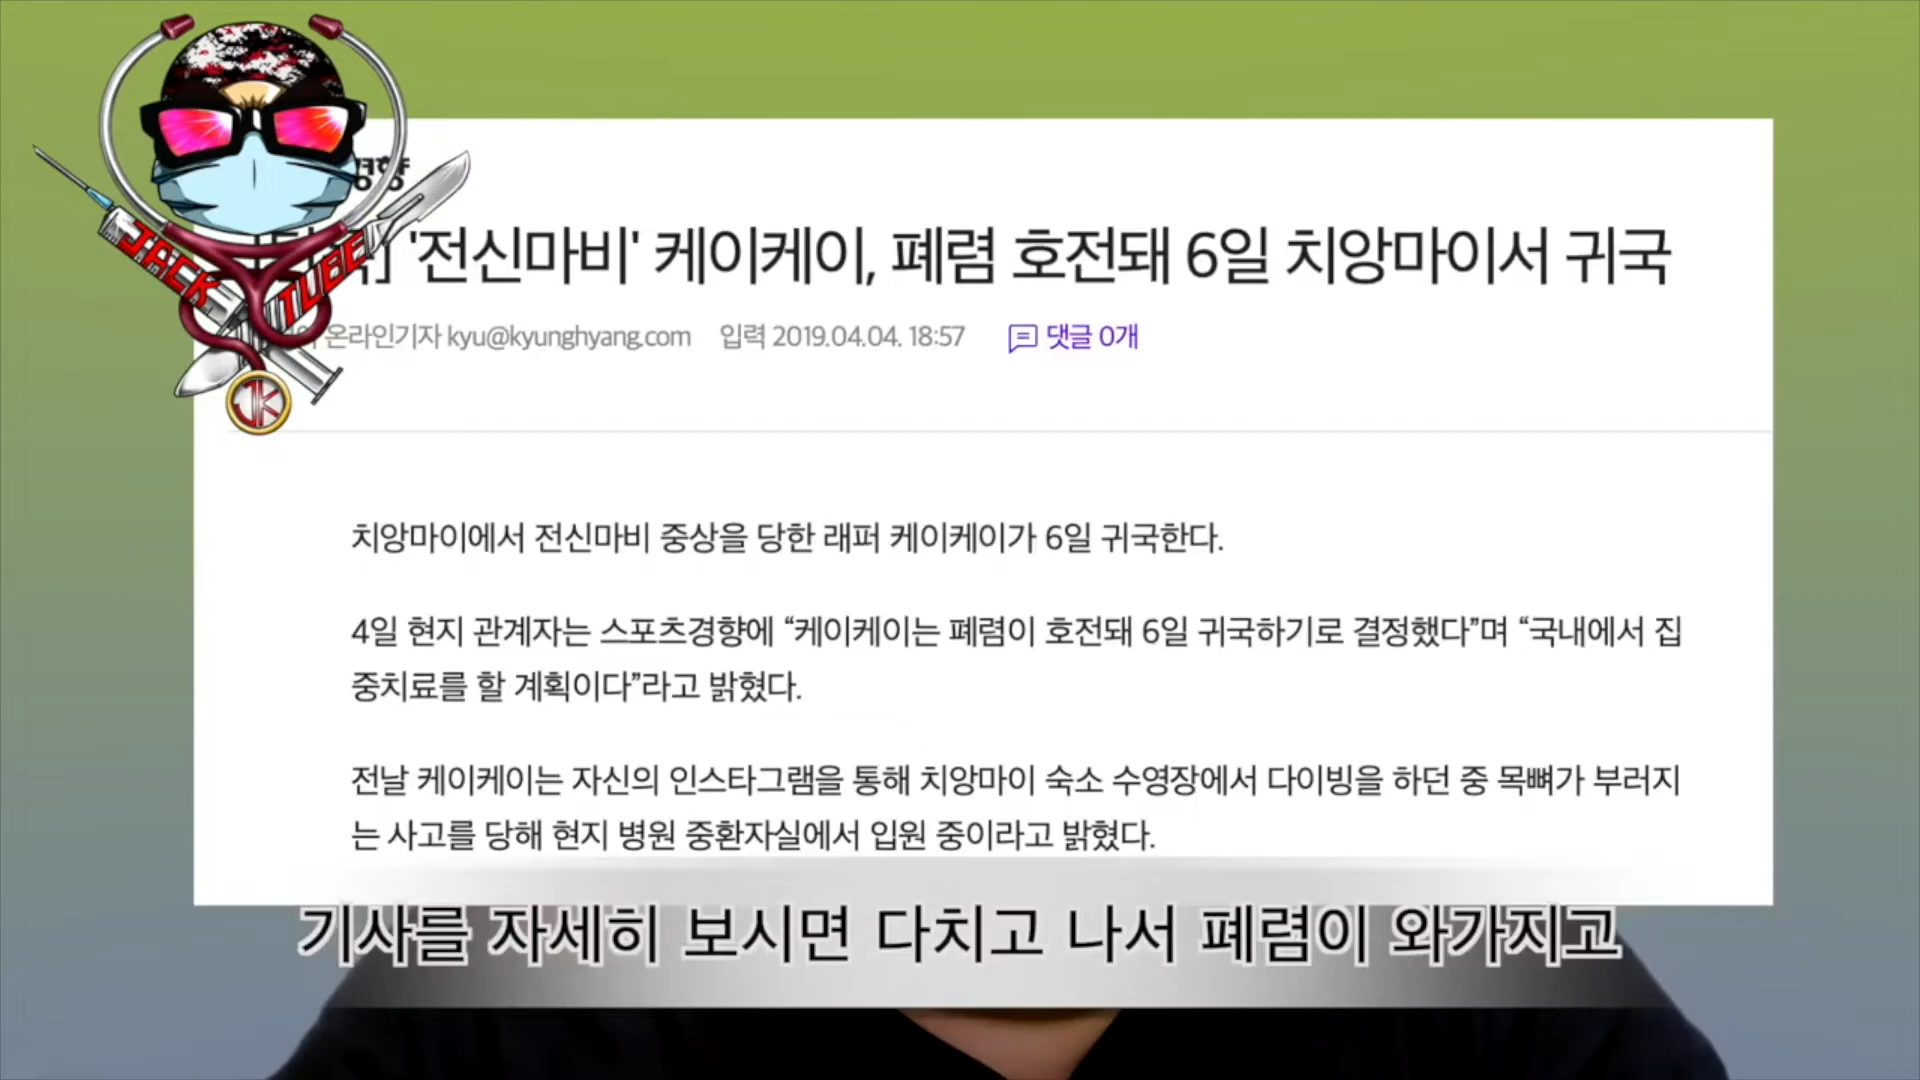 경향
'전신마비' 케이케이, 폐렴 호전돼 6일 치앙마이서 귀국
온라인기자 kyu@kyunghyang.com 입력 2019.04.04. 18:57 댓글 0개
JACK TUBE
JK
치앙마이에서 전신마비 중상을 당한 래퍼 케이케이가 6일 귀국한다.
4일 현지 관계자는 스포츠경향에 “케이케이는 폐렴이 호전돼 6일 귀국하기로 결정했다”며 “국내에서 집
중치료를 할 계획이다”라고 밝혔다.
전날 케이케이는 자신의 인스타그램을 통해 치앙마이 숙소 수영장에서 다이빙을 하던 중 목뼈가 부러지
는 사고를 당해 현지 병원 중환자실에서 입원 중이라고 밝혔다.
기사를 자세히 보시면 다치고 나서 폐렴이 와가지고